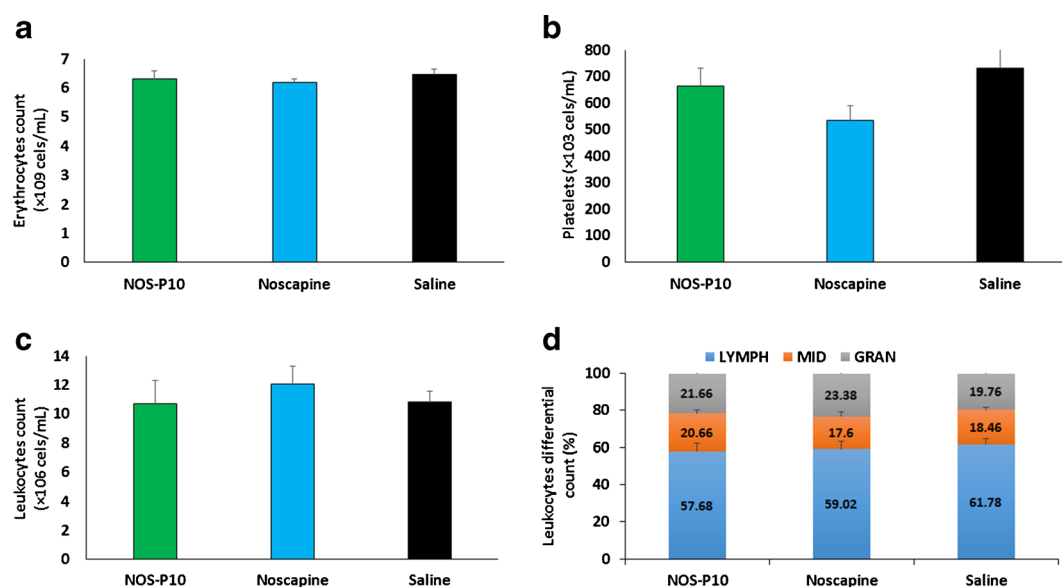 a
Erythrocytes count
(×109 cels/mL)
7
6
5
4
3
2
1
0
NOS-P10 Noscapine Saline
b
Platelets (×103 cels/mL)
800
700
600
500
400
300
200
100
0
NOS-P10 Noscapine Saline
c
Leukocytes count
(×106 cels/mL)
14
12
10
8
6
4
2
0
NOS-P10 Noscapine Saline
d
LYMPH MID GRAN
Leukocytes differential
count (%)
100
80
60
40
20
0
21.66 23.38 19.76
20.66 17.6 18.46
57.68 59.02 61.78
NOS-P10 Noscapine Saline